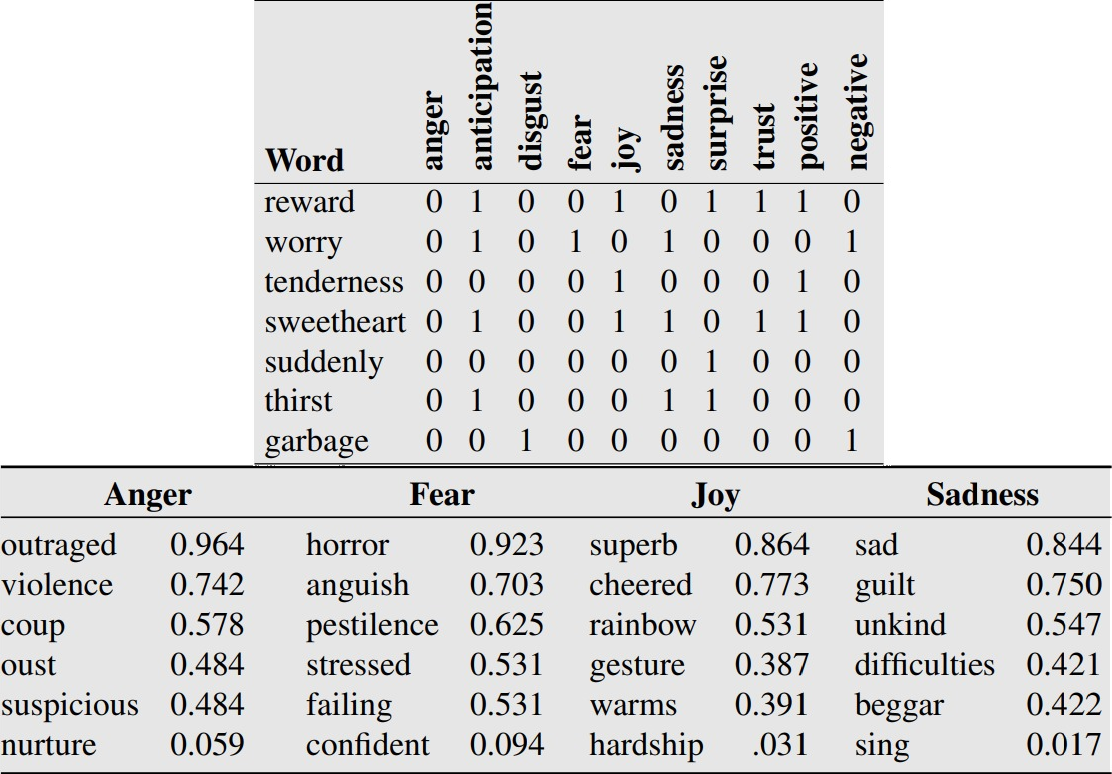 Word anger anticipation disgust fear joy sadness surprise trust positive negative
reward 0 1 0 0 1 0 1 1 1 0
worry 0 1 0 1 0 1 0 0 0 1
tenderness 0 0 0 0 1 0 0 0 1 0
sweetheart 0 1 0 0 1 1 0 1 1 0
suddenly 0 0 0 0 0 0 1 0 0 0
thirst 0 1 0 0 0 1 1 0 0 0
garbage 0 0 1 0 0 0 0 0 0 1
Anger Fear Joy Sadness
outraged 0.964 horror 0.923 superb 0.864 sad 0.844
violence 0.742 anguish 0.703 cheered 0.773 guilt 0.750
coup 0.578 pestilence 0.625 rainbow 0.531 unkind 0.547
oust 0.484 stressed 0.531 gesture 0.387 difficulties 0.421
suspicious 0.484 failing 0.531 warms 0.391 beggar 0.422
nurture 0.059 confident 0.094 hardship .031 sing 0.017